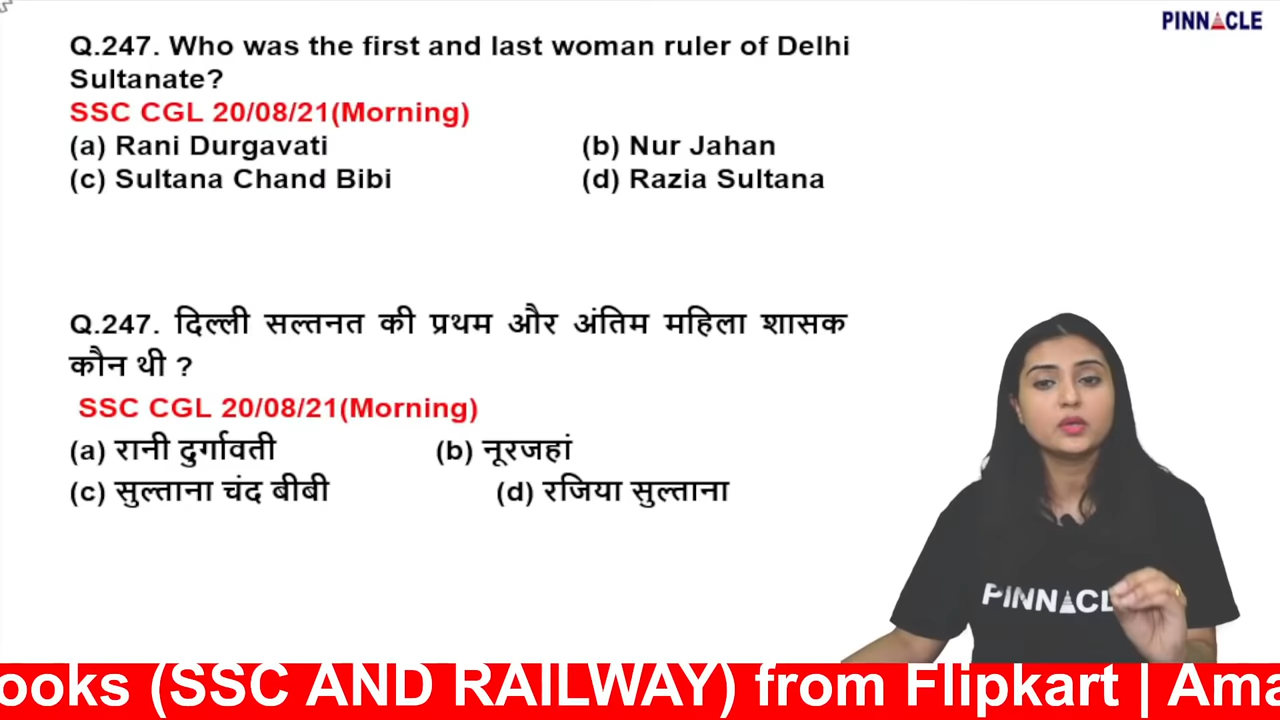 PINNACLE
Q.247. Who was the first and last woman ruler of Delhi
Sultanate?
SSC CGL 20/08/21(Morning)
(a) Rani Durgavati (b) Nur Jahan
(c) Sultana Chand Bibi (d) Razia Sultana
Q.247. दिल्ली सल्तनत की प्रथम और अंतिम महिला शासक
कौन थी ?
SSC CGL 20/08/21(Morning)
(a) रानी दुर्गावती (b) नूरजहां
(c) सुल्ताना चंद बीबी (d) रजिया सुल्ताना
PINNACL
ooks (SSC AND RAILWAY) from Flipkart | Ama